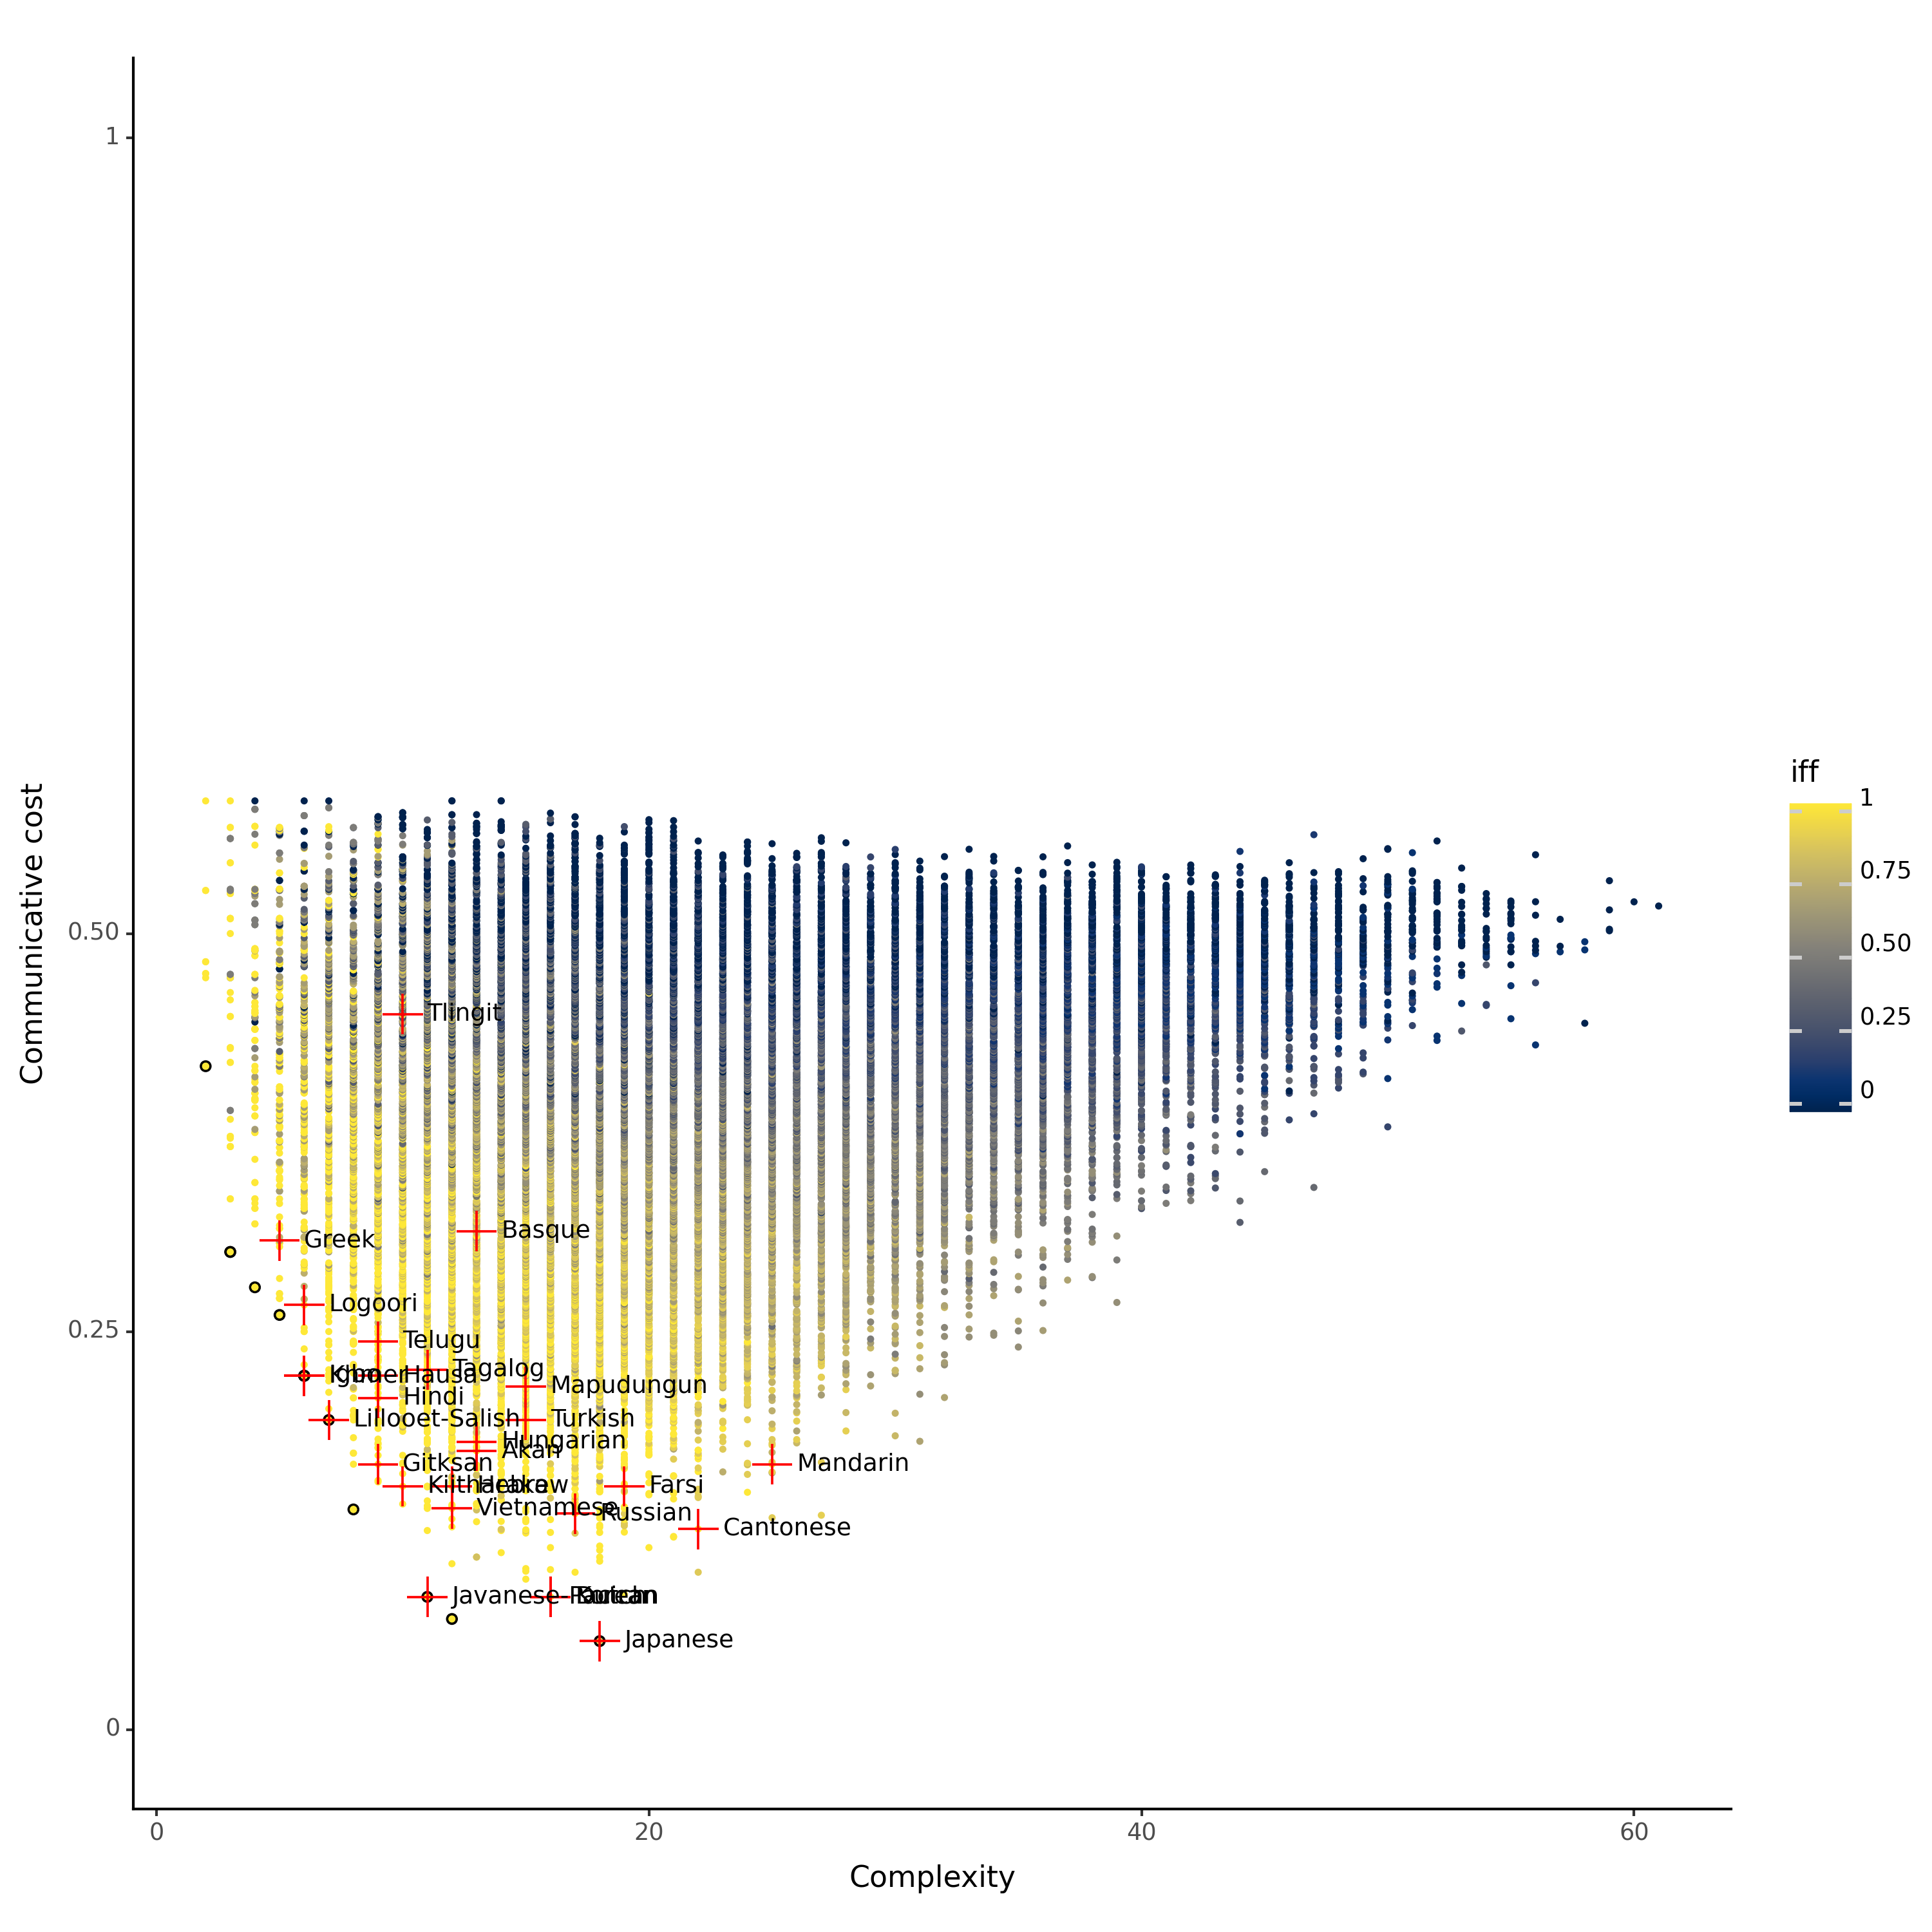 1
0.50
0.25
0
0
20
40
60
Communicative cost
Complexity
iff
1
0.75
0.50
0.25
0
Tlingit
Basque
Greek
Logoori
Telugu
Tagalog
Khmer
Hausa
Mapudungun
Hindi
Lillooet-Salish
Turkish
Hungarian
Akan
Gitksan
Mandarin
Hebrew
Farsi
Vietnamese
Russian
Cantonese
Japanese